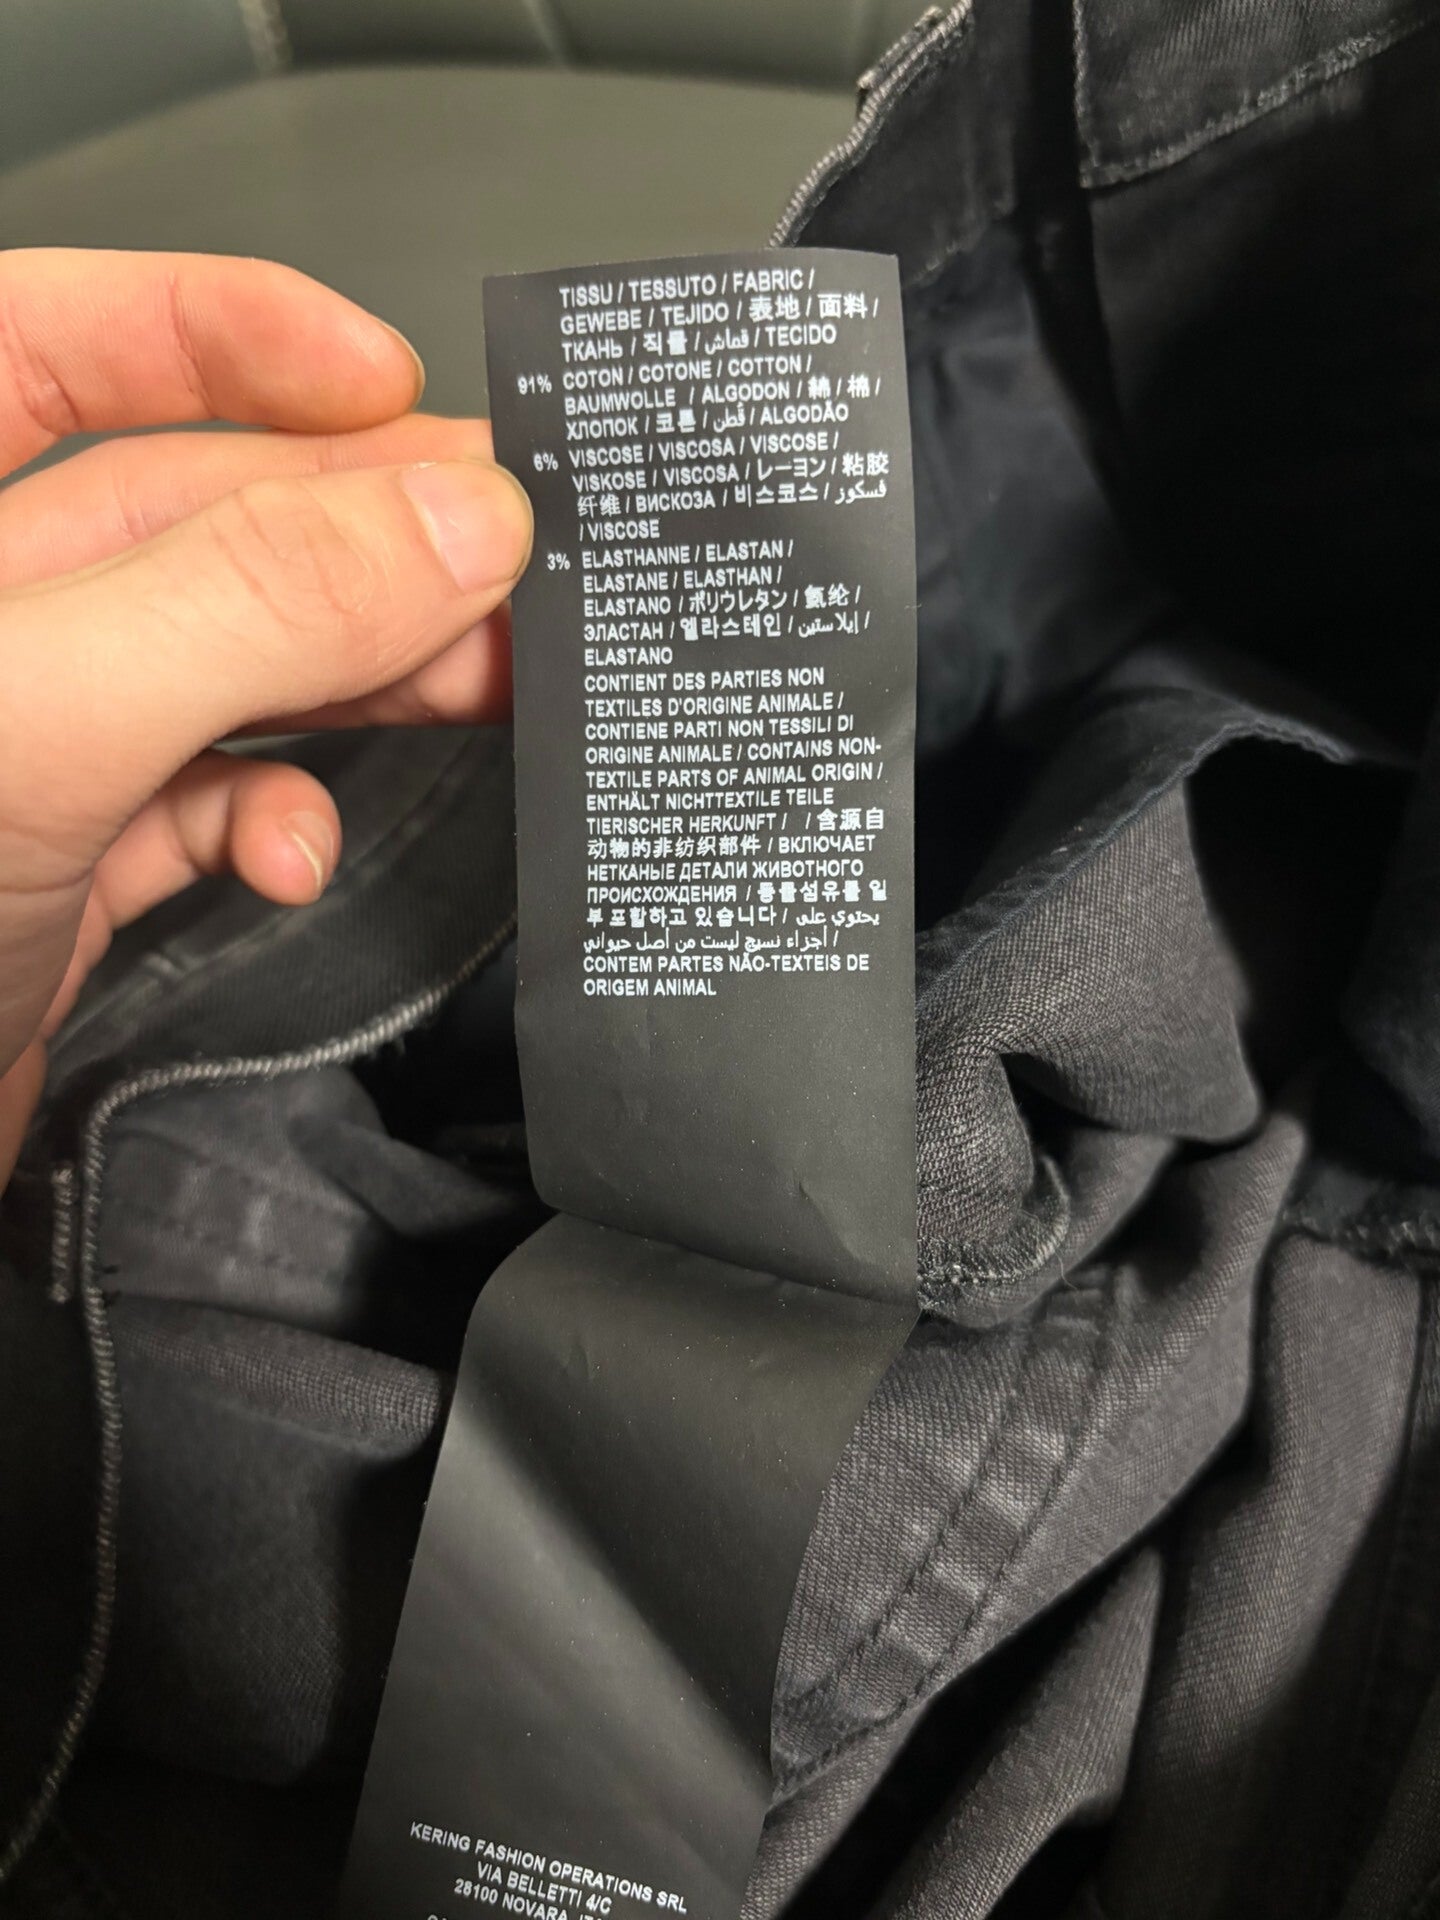 TISSU / TESSUTO / FABRIC /
GEWEBE / TEJIDO / 表地 / 面料 /
ТКАНЬ / 직물 / قماش / TECIDO
91% COTON / COTONE / COTTON /
BAUMWOLLE / ALGODON / 綿 / 棉 /
ХЛОПОК / 코튼 / قُطن / ALGODÃO
6% VISCOSE / VISCOSA / VISCOSE /
VISKOSE / VISCOSA / レーヨン / 粘胶
纤维 / ВИСКОЗА / 비스코스 / فسكوز
/ VISCOSE
3% ELASTHANNE / ELASTAN /
ELASTANE / ELASTHAN /
ELASTANO / ポリウレタン / 氨纶 /
ЭЛАСТАН / 엘라스테인 / إيلاستين /
ELASTANO
CONTIENT DES PARTIES NON
TEXTILES D'ORIGINE ANIMALE /
CONTIENE PARTI NON TESSILI DI
ORIGINE ANIMALE / CONTAINS NON-
TEXTILE PARTS OF ANIMAL ORIGIN /
ENTHÄLT NICHTTEXTILE TEILE
TIERISCHER HERKUNFT / / 含源自
动物的非纺织部件 / ВКЛЮЧАЕТ
НЕТКАНЫЕ ДЕТАЛИ ЖИВОТНОГО
ПРОИСХОЖДЕНИЯ / 동물섬유를 일
부 포함하고 있습니다 / يحتوي على
أجزاء نسيج ليست من أصل حيواني /
CONTEM PARTES NÃO-TEXTEIS DE
ORIGEM ANIMAL
KERING FASHION OPERATIONS SRL
VIA BELLETTI 4/C
28100 NOVARA,